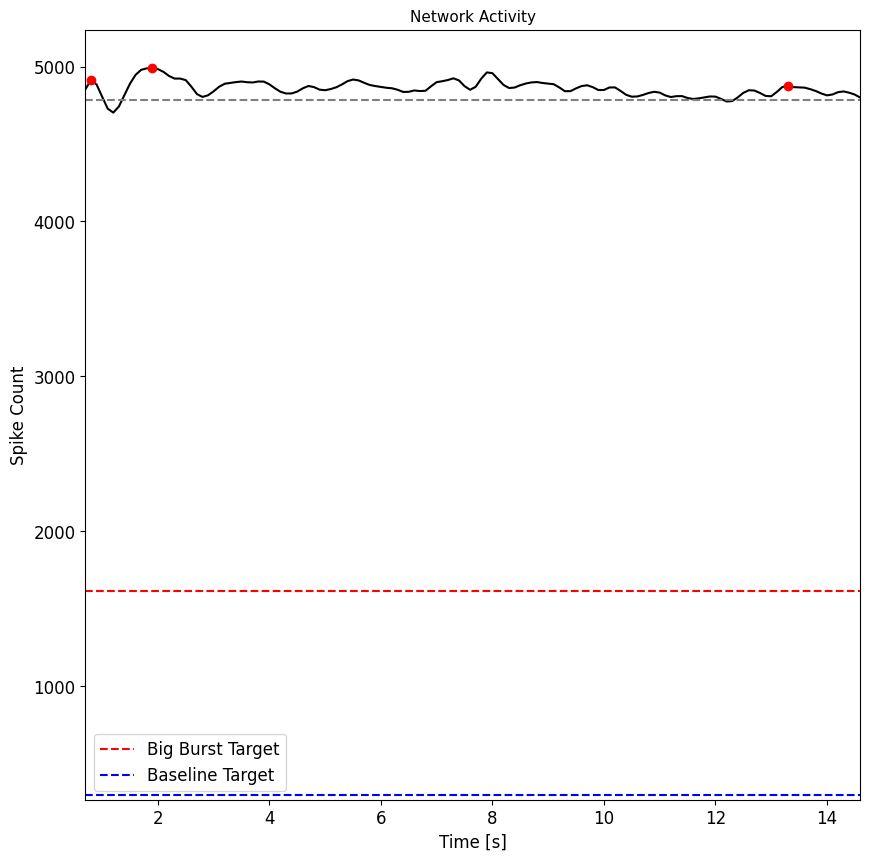 Network Activity
5000
4000
3000
2000
1000
Spike Count
Big Burst Target
Baseline Target
2 4 6 8 10 12 14
Time [s]